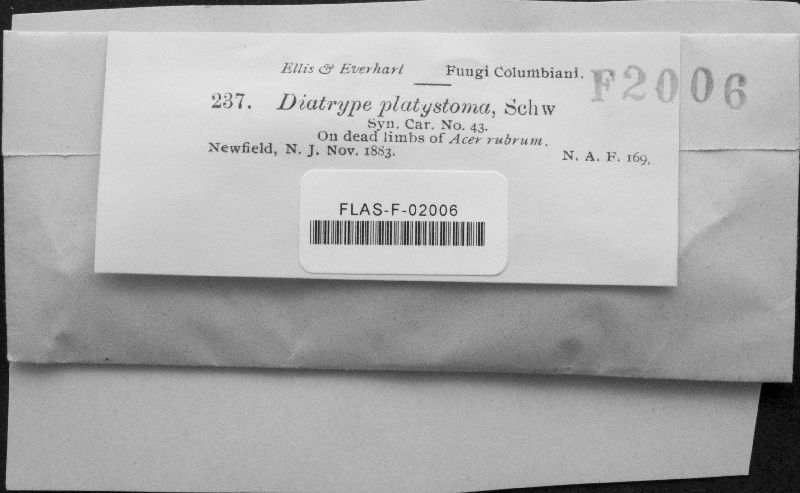 Ellis & Everhart Fungi Columbiani.
F2006
237. Diatrype platystoma, Schw
Syn. Car. No. 43.
On dead limbs of Acer rubrum.
Newfield, N. J. Nov. 1883. N. A. F. 169.
FLAS-F-02006